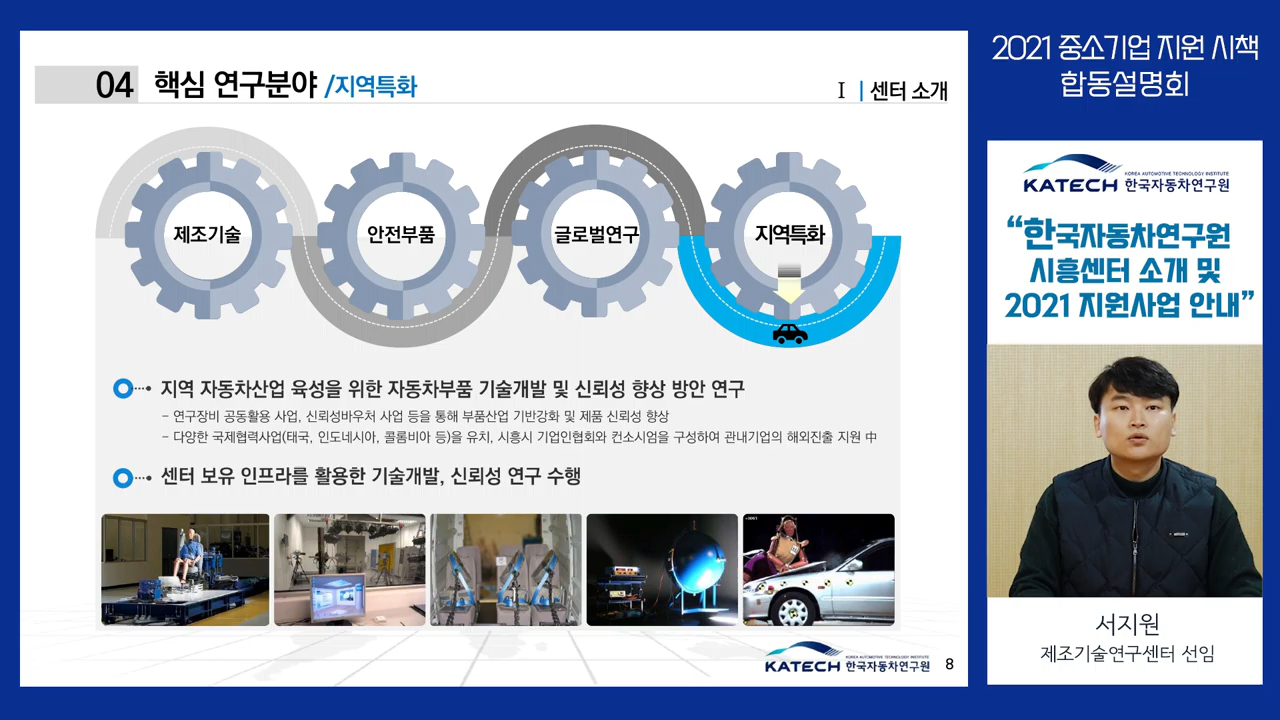 04 핵심 연구분야 /지역특화
I | 센터 소개
제조기술
안전부품
글로벌연구
지역특화
지역 자동차산업 육성을 위한 자동차부품 기술개발 및 신뢰성 향상 방안 연구
- 연구장비 공동활용 사업, 신뢰성바우처 사업 등을 통해 부품산업 기반강화 및 제품 신뢰성 향상
- 다양한 국제협력사업(태국, 인도네시아, 콜롬비아 등)을 유치, 시흥시 기업인협회와 컨소시엄을 구성하여 관내기업의 해외진출 지원 中
센터 보유 인프라를 활용한 기술개발, 신뢰성 연구 수행
KOREA AUTOMOTIVE TECHNOLOGY INSTITUTE
KATECH 한국자동차연구원
8
2021 중소기업 지원 시책
합동설명회
KOREA AUTOMOTIVE TECHNOLOGY INSTITUTE
KATECH 한국자동차연구원
“한국자동차연구원
시흥센터 소개 및
2021 지원사업 안내”
서지원
제조기술연구센터 선임